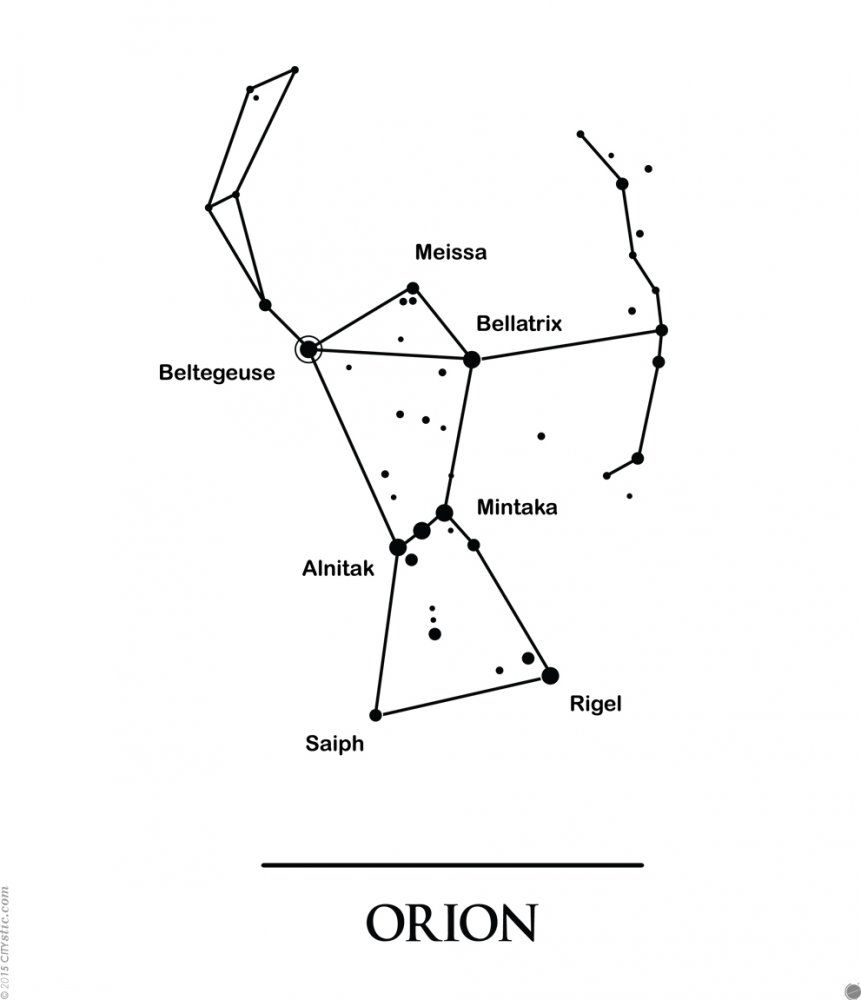 Meissa
Bellatrix
Beltegeuse
Mintaka
Alnitak
Rigel
Saiph
ORION